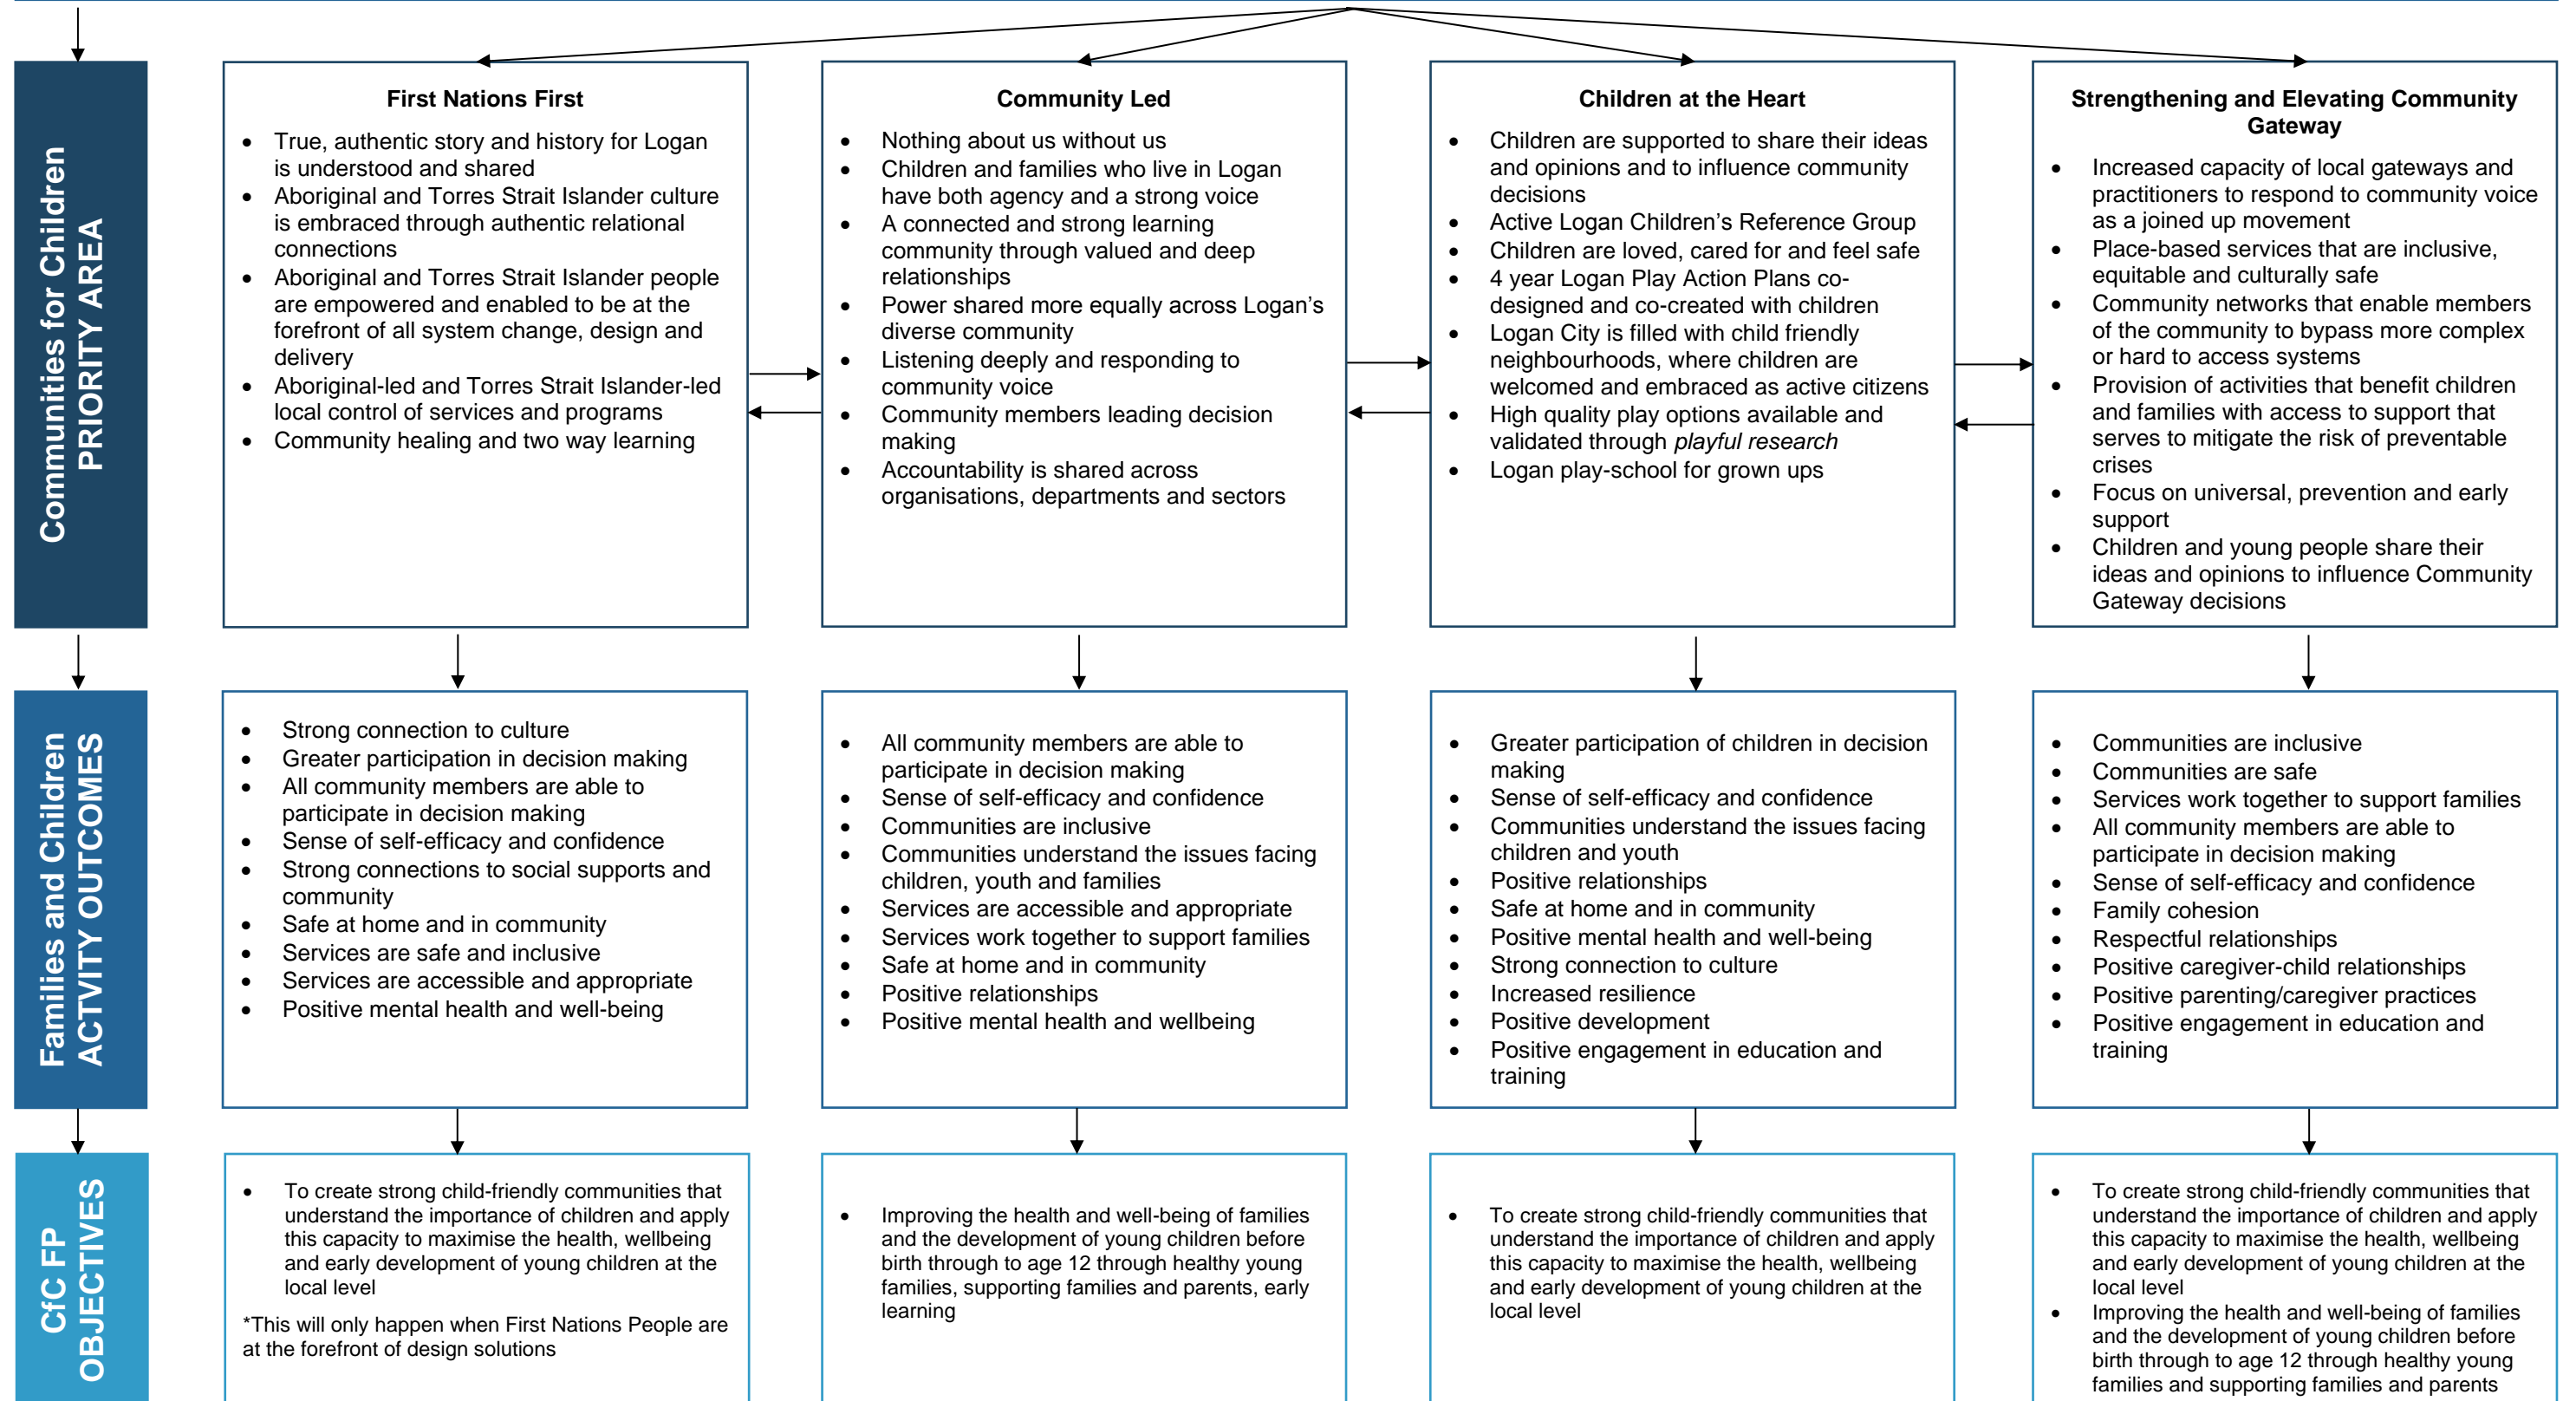 Communities for Children
PRIORITY AREA
First Nations First
• True, authentic story and history for Logan
is understood and shared
• Aboriginal and Torres Strait Islander culture
is embraced through authentic relational
connections
• Aboriginal and Torres Strait Islander people
are empowered and enabled to be at the
forefront of all system change, design and
delivery
• Aboriginal-led and Torres Strait Islander-led
local control of services and programs
• Community healing and two way learning
Community Led
• Nothing about us without us
• Children and families who live in Logan
have both agency and a strong voice
• A connected and strong learning
community through valued and deep
relationships
• Power shared more equally across Logan’s
diverse community
• Listening deeply and responding to
community voice
• Community members leading decision
making
• Accountability is shared across
organisations, departments and sectors
Children at the Heart
• Children are supported to share their ideas
and opinions and to influence community
decisions
• Active Logan Children’s Reference Group
• Children are loved, cared for and feel safe
• 4 year Logan Play Action Plans co-
designed and co-created with children
• Logan City is filled with child friendly
neighbourhoods, where children are
welcomed and embraced as active citizens
• High quality play options available and
validated through playful research
• Logan play-school for grown ups
Strengthening and Elevating Community
Gateway
• Increased capacity of local gateways and
practitioners to respond to community voice
as a joined up movement
• Place-based services that are inclusive,
equitable and culturally safe
• Community networks that enable members
of the community to bypass more complex
or hard to access systems
• Provision of activities that benefit children
and families with access to support that
serves to mitigate the risk of preventable
crises
• Focus on universal, prevention and early
support
• Children and young people share their
ideas and opinions to influence Community
Gateway decisions
Families and Children
ACTVITY OUTCOMES
• Strong connection to culture
• Greater participation in decision making
• All community members are able to
participate in decision making
• Sense of self-efficacy and confidence
• Strong connections to social supports and
community
• Safe at home and in community
• Services are safe and inclusive
• Services are accessible and appropriate
• Positive mental health and well-being
• All community members are able to
participate in decision making
• Sense of self-efficacy and confidence
• Communities are inclusive
• Communities understand the issues facing
children, youth and families
• Services are accessible and appropriate
• Services work together to support families
• Safe at home and in community
• Positive relationships
• Positive mental health and wellbeing
• Greater participation of children in decision
making
• Sense of self-efficacy and confidence
• Communities understand the issues facing
children and youth
• Positive relationships
• Safe at home and in community
• Positive mental health and well-being
• Strong connection to culture
• Increased resilience
• Positive development
• Positive engagement in education and
training
• Communities are inclusive
• Communities are safe
• Services work together to support families
• All community members are able to
participate in decision making
• Sense of self-efficacy and confidence
• Family cohesion
• Respectful relationships
• Positive caregiver-child relationships
• Positive parenting/caregiver practices
• Positive engagement in education and
training
CfC FP
OBJECTIVES
• To create strong child-friendly communities that
understand the importance of children and apply
this capacity to maximise the health, wellbeing
and early development of young children at the
local level
*This will only happen when First Nations People are
at the forefront of design solutions
• Improving the health and well-being of families
and the development of young children before
birth through to age 12 through healthy young
families, supporting families and parents, early
learning
• To create strong child-friendly communities that
understand the importance of children and apply
this capacity to maximise the health, wellbeing
and early development of young children at the
local level
• To create strong child-friendly communities that
understand the importance of children and apply
this capacity to maximise the health, wellbeing
and early development of young children at the
local level
• Improving the health and well-being of families
and the development of young children before
birth through to age 12 through healthy young
families and supporting families and parents